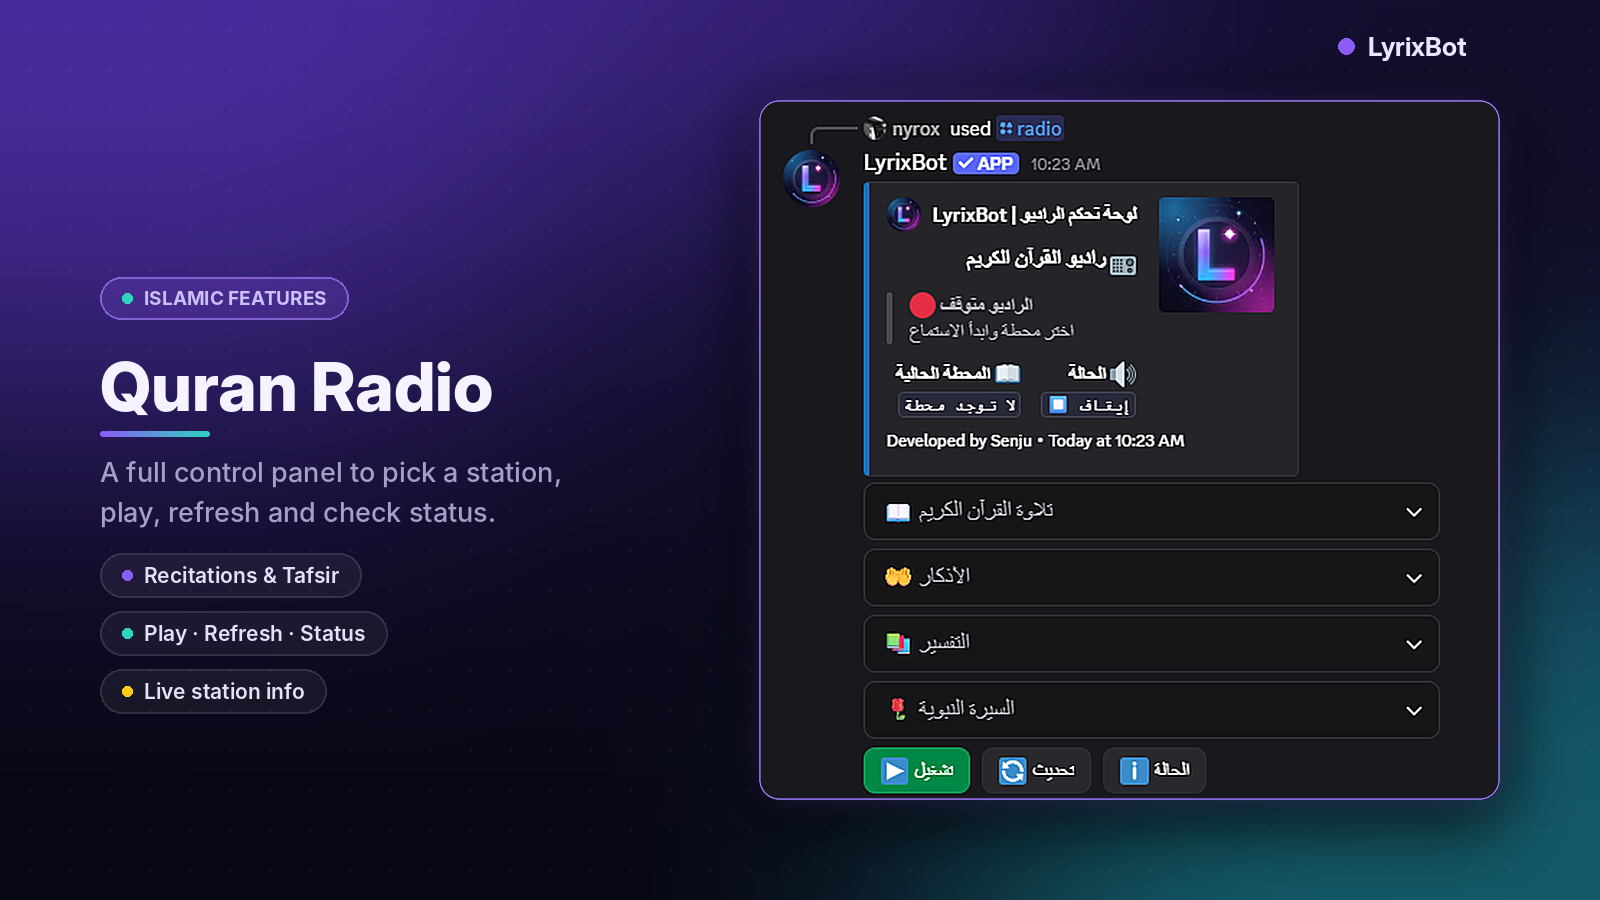 LyrixBot
ISLAMIC FEATURES
Quran Radio
A full control panel to pick a station,
play, refresh and check status.
Recitations & Tafsir
Play · Refresh · Status
Live station info
nyrox used radio
LyrixBot APP 10:23 AM
لوحة تحكم الراديو | LyrixBot
راديو القرآن الكريم
الراديو متوقف
اختر محطة وابدأ الاستماع
الحالة
إيقاف
المحطة الحالية
لا توجد محطة
Developed by Senju • Today at 10:23 AM
تلاوة القرآن الكريم
الأذكار
التفسير
السيرة النبوية
تشغيل
تحديث
الحالة